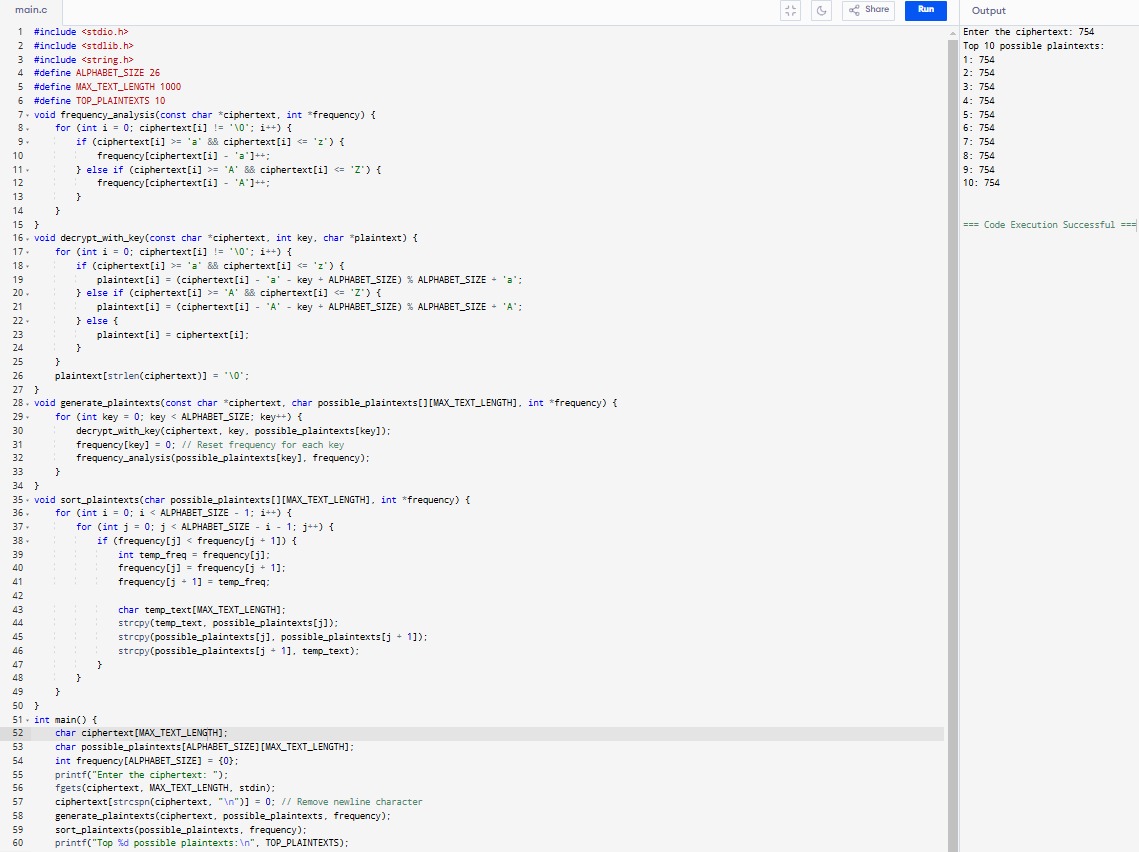 main.c
Share
Run
Output
1 #include <stdio.h>
2 #include <stdlib.h>
3 #include <string.h>
4 #define ALPHABET_SIZE 26
5 #define MAX_TEXT_LENGTH 1000
6 #define TOP_PLAINTEXTS 10
7 void frequency_analysis(const char *ciphertext, int *frequency) {
8     for (int i = 0; ciphertext[i] != '\0'; i++) {
9         if (ciphertext[i] >= 'a' && ciphertext[i] <= 'z') {
10             frequency[ciphertext[i] - 'a']++;
11         } else if (ciphertext[i] >= 'A' && ciphertext[i] <= 'Z') {
12             frequency[ciphertext[i] - 'A']++;
13         }
14     }
15 }
16 void decrypt_with_key(const char *ciphertext, int key, char *plaintext) {
17     for (int i = 0; ciphertext[i] != '\0'; i++) {
18         if (ciphertext[i] >= 'a' && ciphertext[i] <= 'z') {
19             plaintext[i] = (ciphertext[i] - 'a' - key + ALPHABET_SIZE) % ALPHABET_SIZE + 'a';
20         } else if (ciphertext[i] >= 'A' && ciphertext[i] <= 'Z') {
21             plaintext[i] = (ciphertext[i] - 'A' - key + ALPHABET_SIZE) % ALPHABET_SIZE + 'A';
22         } else {
23             plaintext[i] = ciphertext[i];
24         }
25     }
26     plaintext[strlen(ciphertext)] = '\0';
27 }
28 void generate_plaintexts(const char *ciphertext, char possible_plaintexts[][MAX_TEXT_LENGTH], int *frequency) {
29     for (int key = 0; key < ALPHABET_SIZE; key++) {
30         decrypt_with_key(ciphertext, key, possible_plaintexts[key]);
31         frequency[key] = 0; // Reset frequency for each key
32         frequency_analysis(possible_plaintexts[key], frequency);
33     }
34 }
35 void sort_plaintexts(char possible_plaintexts[][MAX_TEXT_LENGTH], int *frequency) {
36     for (int i = 0; i < ALPHABET_SIZE - 1; i++) {
37         for (int j = 0; j < ALPHABET_SIZE - i - 1; j++) {
38             if (frequency[j] < frequency[j + 1]) {
39                 int temp_freq = frequency[j];
40                 frequency[j] = frequency[j + 1];
41                 frequency[j + 1] = temp_freq;
42
43                 char temp_text[MAX_TEXT_LENGTH];
44                 strcpy(temp_text, possible_plaintexts[j]);
45                 strcpy(possible_plaintexts[j], possible_plaintexts[j + 1]);
46                 strcpy(possible_plaintexts[j + 1], temp_text);
47             }
48         }
49     }
50 }
51 int main() {
52     char ciphertext[MAX_TEXT_LENGTH];
53     char possible_plaintexts[ALPHABET_SIZE][MAX_TEXT_LENGTH];
54     int frequency[ALPHABET_SIZE] = {0};
55     printf("Enter the ciphertext: ");
56     fgets(ciphertext, MAX_TEXT_LENGTH, stdin);
57     ciphertext[strcspn(ciphertext, "\n")] = 0; // Remove newline character
58     generate_plaintexts(ciphertext, possible_plaintexts, frequency);
59     sort_plaintexts(possible_plaintexts, frequency);
60     printf("Top %d possible plaintexts:\n", TOP_PLAINTEXTS);
Enter the ciphertext: 754
Top 10 possible plaintexts:
1: 754
2: 754
3: 754
4: 754
5: 754
6: 754
7: 754
8: 754
9: 754
10: 754
=== Code Execution Successful ===